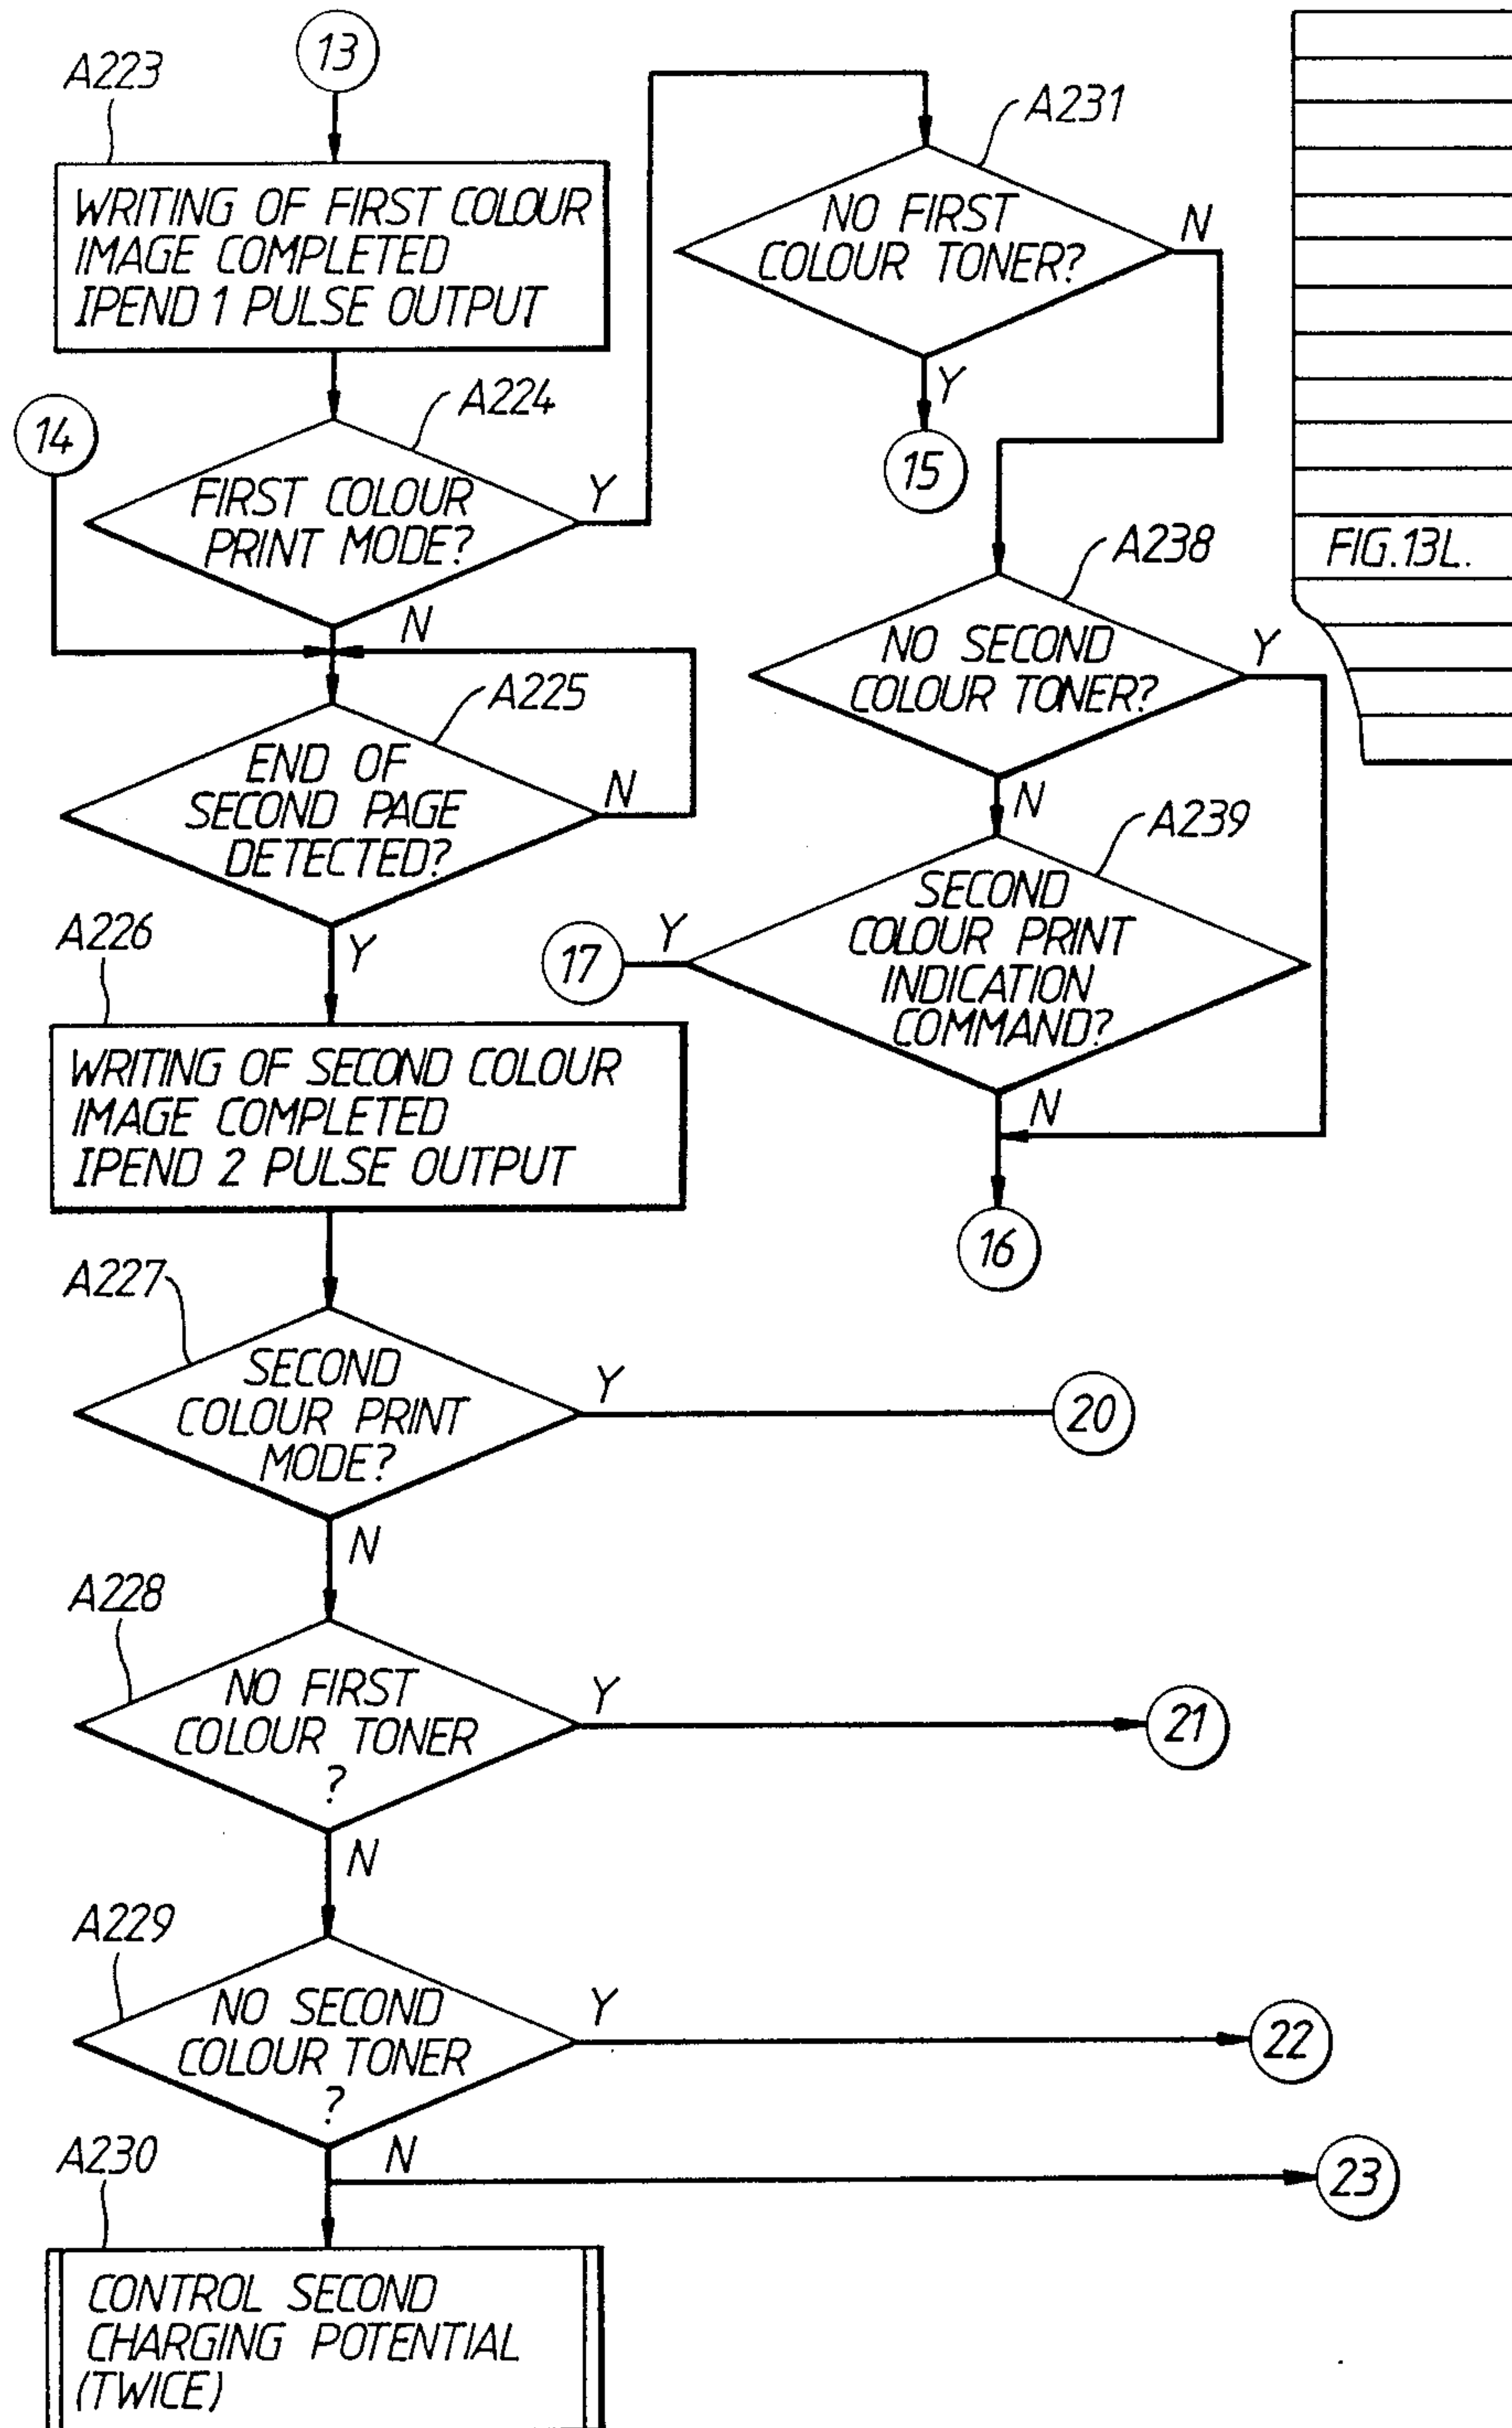 13
A223
WRITING OF FIRST COLOUR
IMAGE COMPLETED
IPEND 1 PULSE OUTPUT
A224
14
FIRST COLOUR
PRINT MODE?
Y
N
A225
END OF
SECOND PAGE
DETECTED?
N
Y
A226
WRITING OF SECOND COLOUR
IMAGE COMPLETED
IPEND 2 PULSE OUTPUT
A227
SECOND
COLOUR PRINT
MODE?
Y
20
N
A228
NO FIRST
COLOUR TONER
?
Y
21
N
A229
NO SECOND
COLOUR TONER
?
Y
22
N
23
A230
CONTROL SECOND
CHARGING POTENTIAL
(TWICE)
A231
NO FIRST
COLOUR TONER?
N
Y
15
A238
NO SECOND
COLOUR TONER?
Y
N
A239
SECOND
COLOUR PRINT
INDICATION
COMMAND?
Y
17
N
16
FIG.13L.